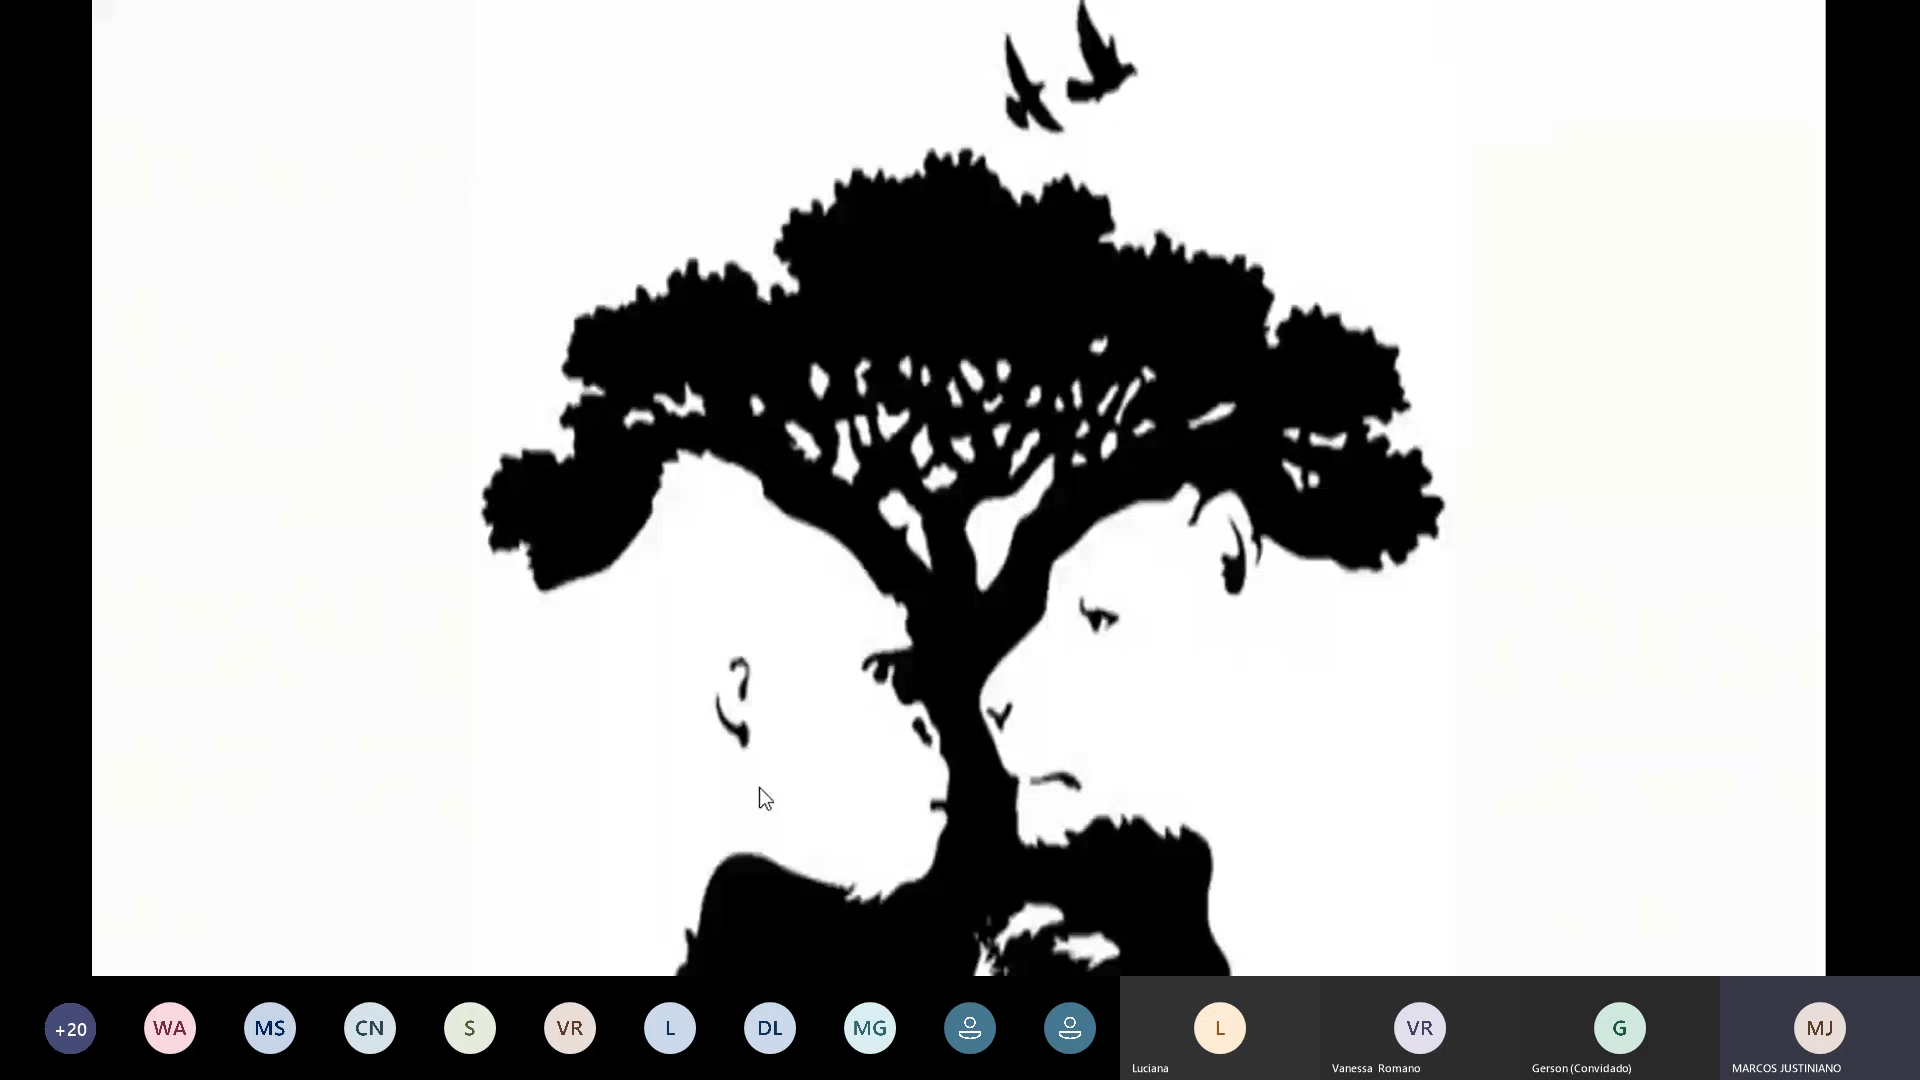 +20
WA
MS
CN
S
VR
L
DL
MG
L
Luciana
VR
Vanessa Romano
G
Gerson (Convidado)
MJ
MARCOS JUSTINIANO